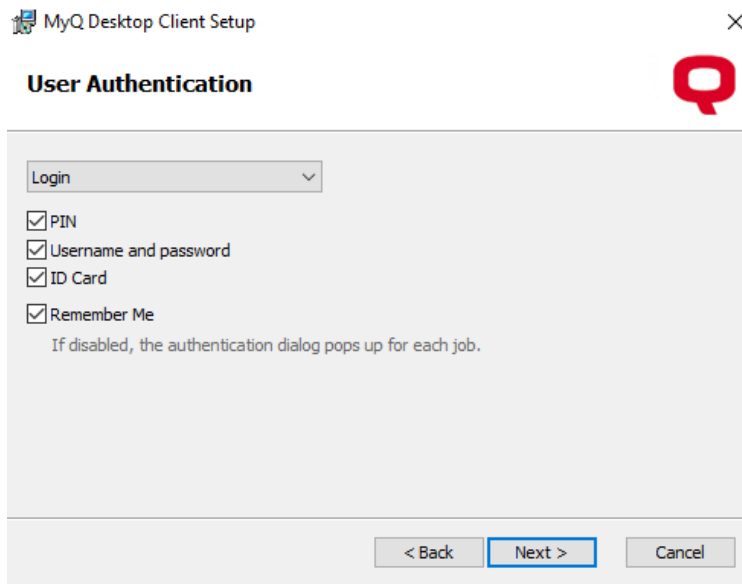 MyQ Desktop Client Setup
User Authentication
Login
PIN
Username and password
ID Card
Remember Me
If disabled, the authentication dialog pops up for each job.
< Back Next > Cancel